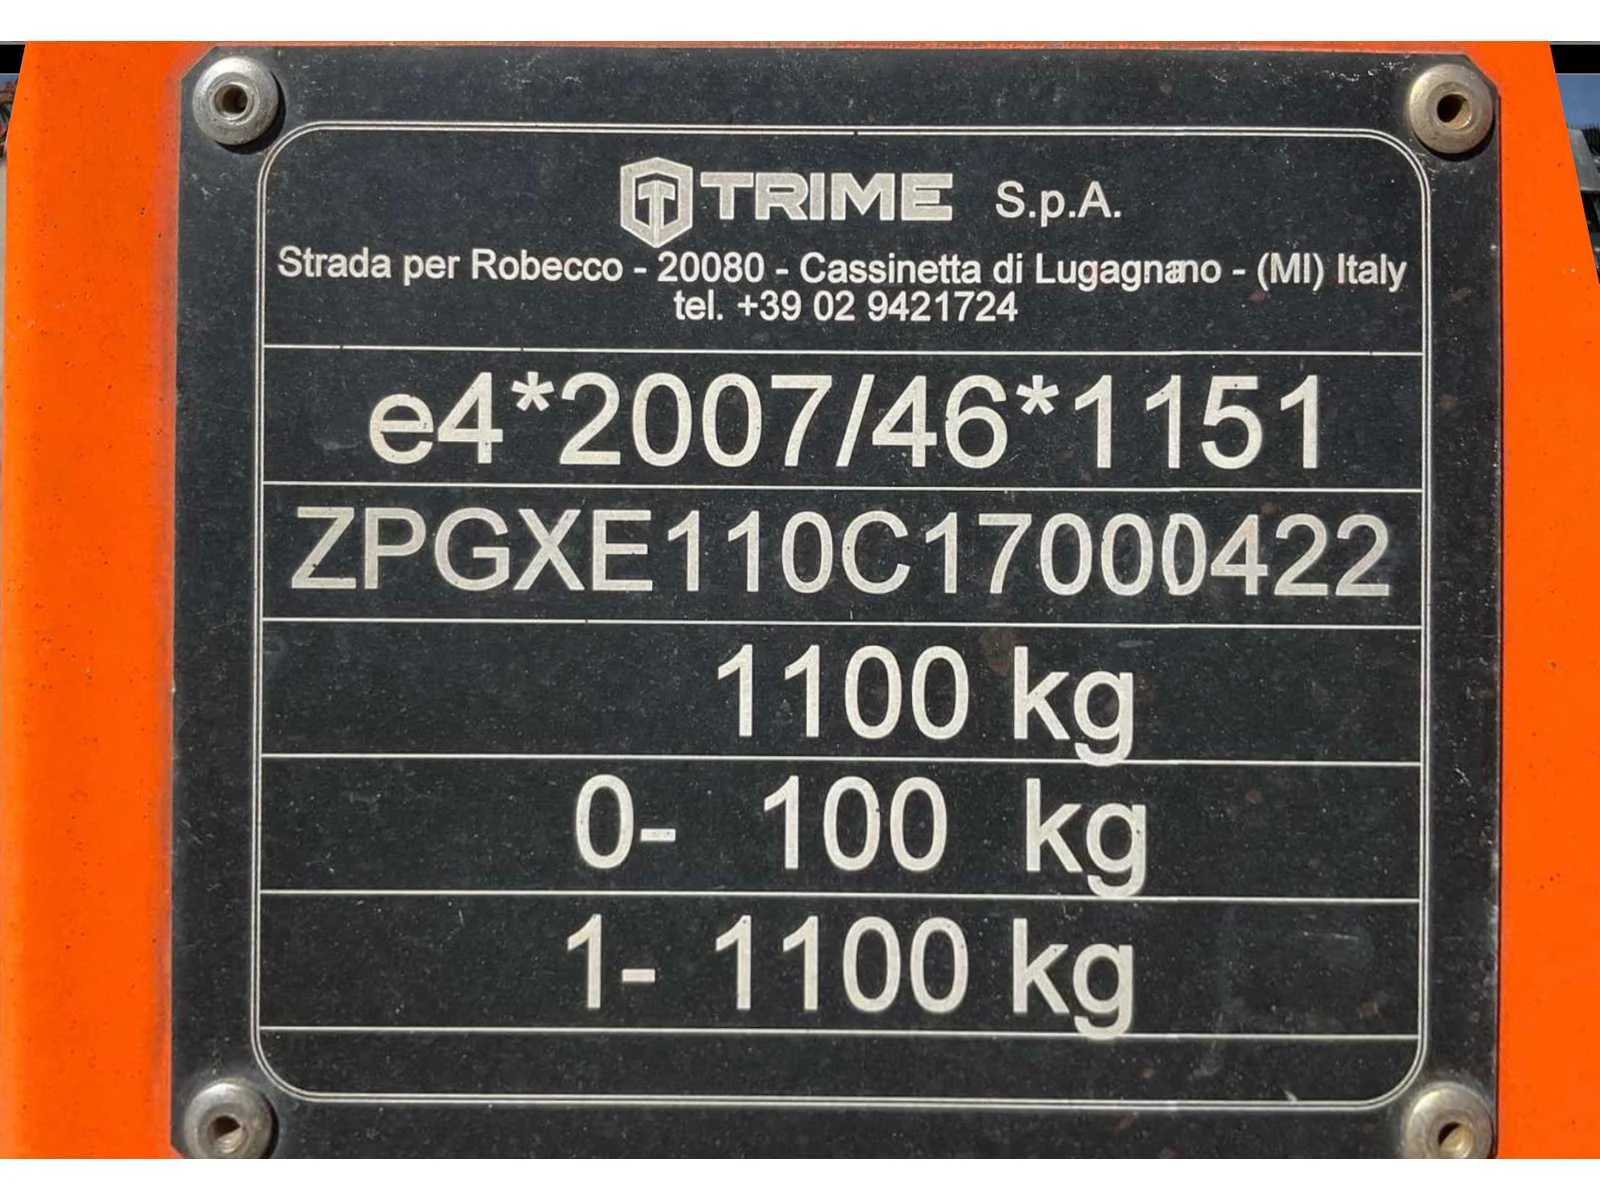 TRIME S.p.A.
Strada per Robecco - 20080 - Cassinetta di Lugagnano - (MI) Italy
tel. +39 02 9421724
e4*2007/46*1151
ZPGXE110C17000422
1100 kg
0- 100 kg
1- 1100 kg